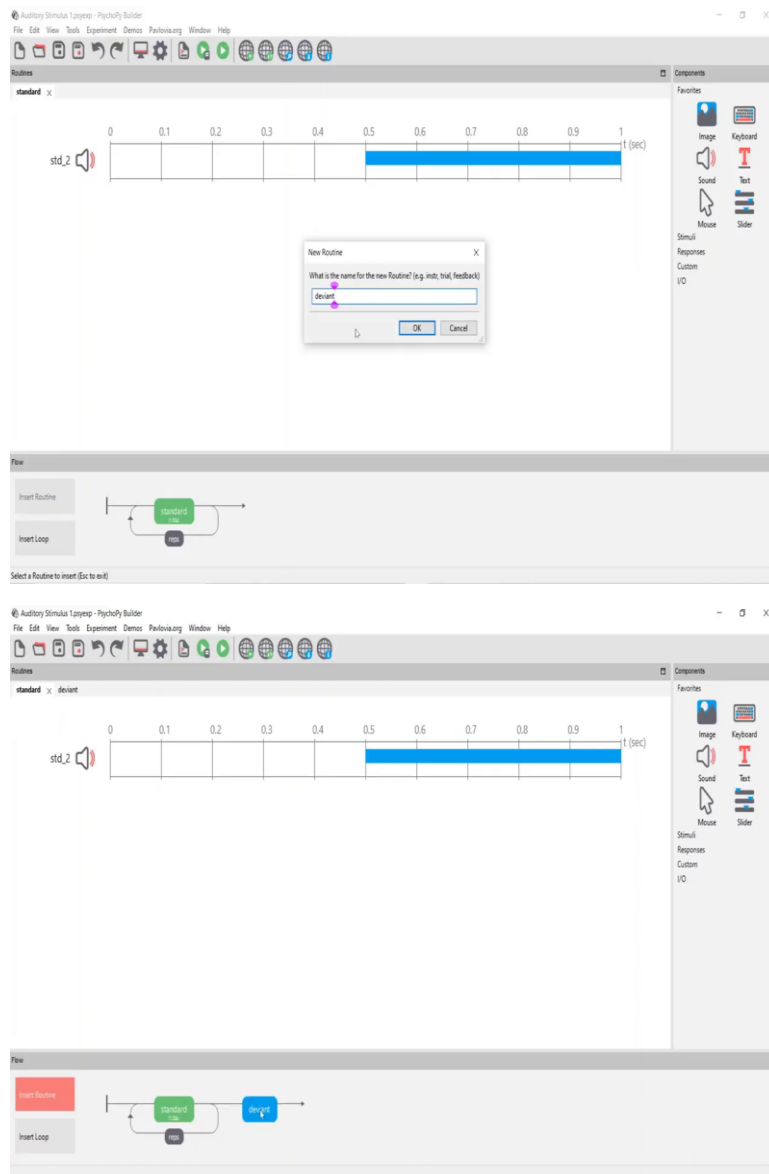 Auditory Stimulus 1.psyexp - PsychoPy Builder
File Edit View Tools Experiment Demos Pavlovia.org Window Help
Routines
Components
standard
Favorites
0 0.1 0.2 0.3 0.4 0.5 0.6 0.7 0.8 0.9 1
t (sec)
std_2
Image Keyboard
Sound Text
Mouse Slider
Stimuli
Responses
Custom
I/O
New Routine
What is the name for the new Routine? (e.g. instr, trial, feedback)
deviant
OK Cancel
Flow
Insert Routine
standard
reps
Insert Loop
Select a Routine to insert (Esc to exit)
Auditory Stimulus 1.psyexp - PsychoPy Builder
File Edit View Tools Experiment Demos Pavlovia.org Window Help
Routines
Components
standard deviant
Favorites
0 0.1 0.2 0.3 0.4 0.5 0.6 0.7 0.8 0.9 1
t (sec)
std_2
Image Keyboard
Sound Text
Mouse Slider
Stimuli
Responses
Custom
I/O
Flow
Insert Routine
standard deviant
reps
Insert Loop